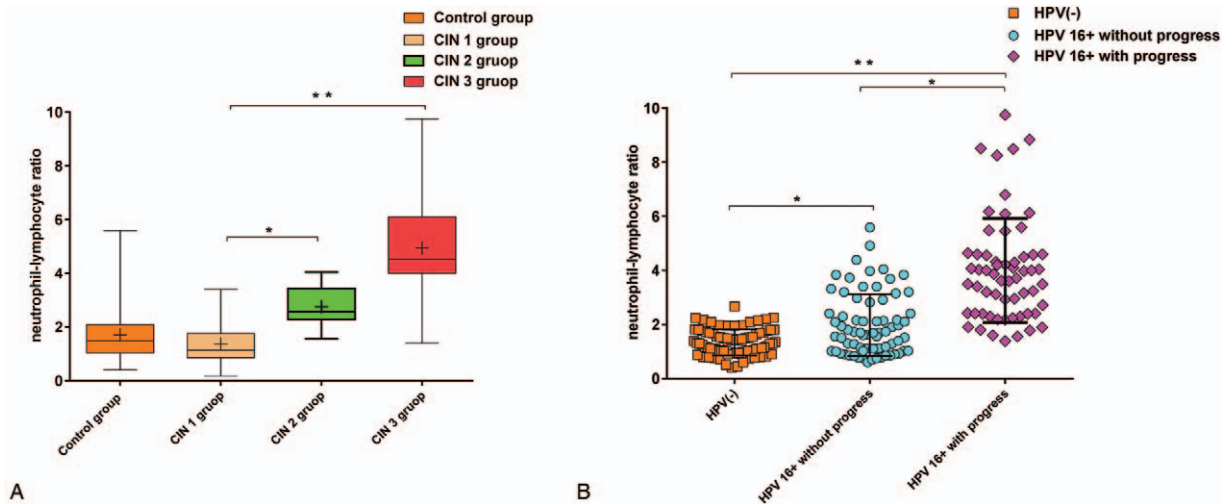 Control group
CIN 1 group
CIN 2 gruop
CIN 3 gruop
**
*
neutrophil-lymphocyte ratio
10
8
6
4
2
0
Control group
CIN 1 gruop
CIN 2 gruop
CIN 3 gruop
A
HPV(-)
HPV 16+ without progress
HPV 16+ with progress
**
*
*
neutrophil-lymphocyte ratio
10
8
6
4
2
0
HPV(-)
HPV 16+ without progress
HPV 16+ with progress
B